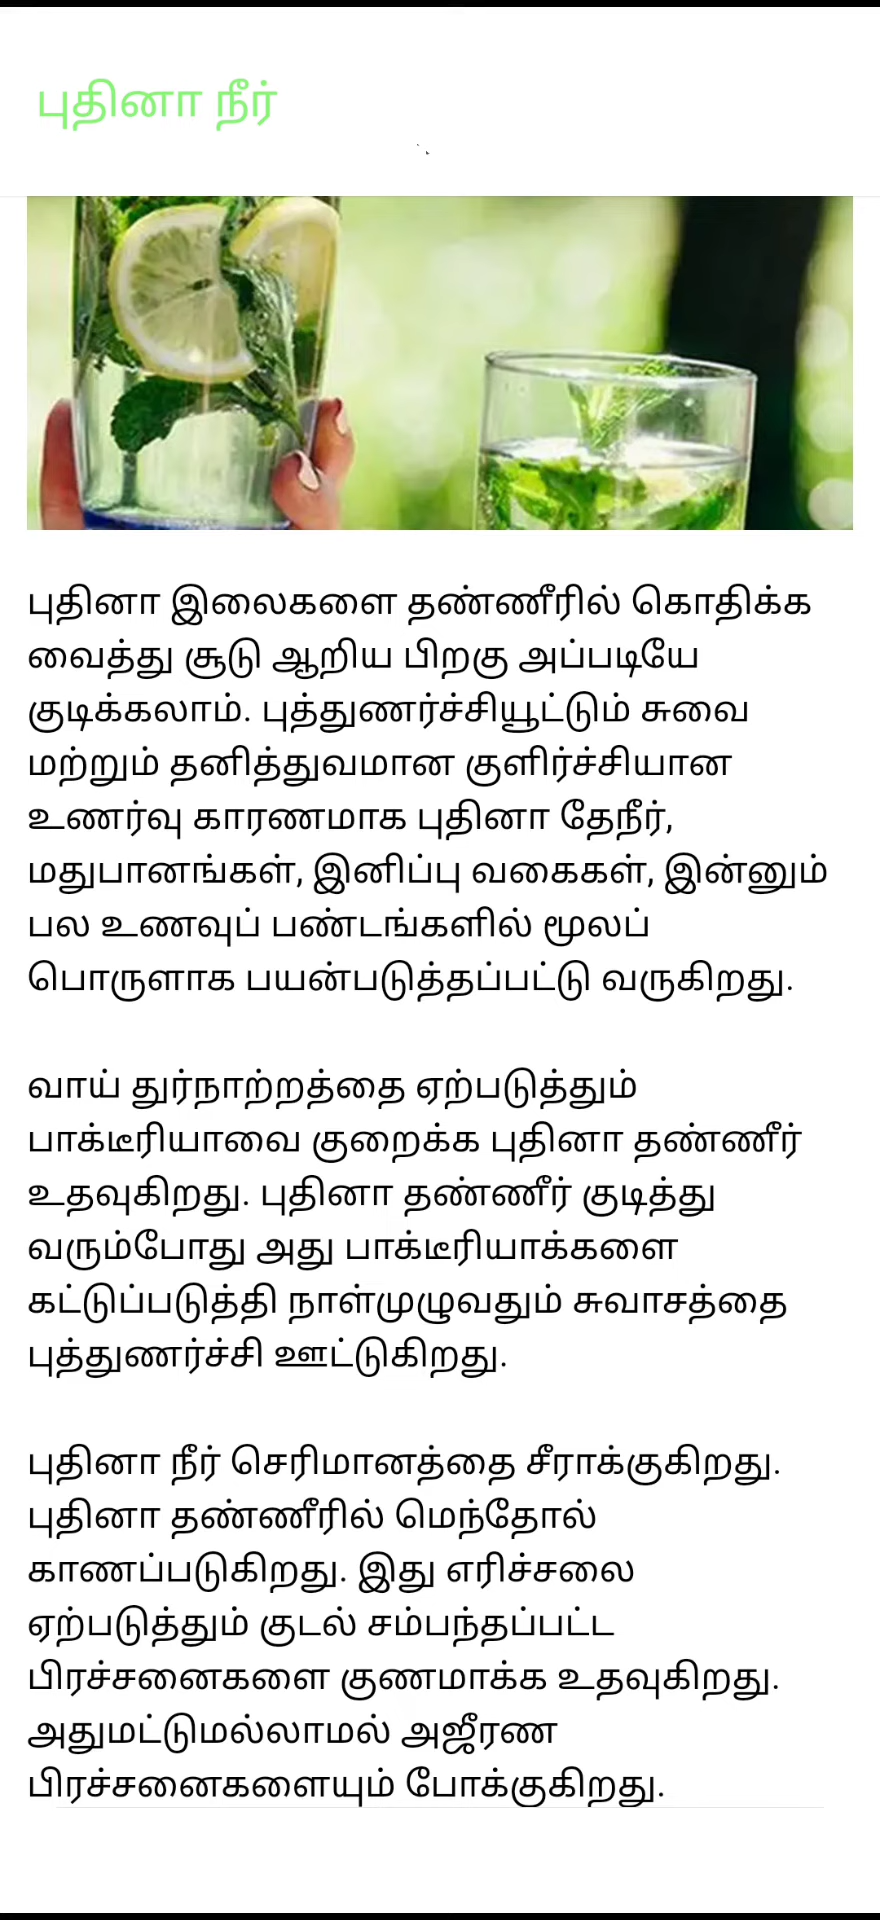 புதினா நீர்
புதினா இலைகளை தண்ணீரில் கொதிக்க
வைத்து சூடு ஆறிய பிறகு அப்படியே
குடிக்கலாம். புத்துணர்ச்சியூட்டும் சுவை
மற்றும் தனித்துவமான குளிர்ச்சியான
உணர்வு காரணமாக புதினா தேநீர்,
மதுபானங்கள், இனிப்பு வகைகள், இன்னும்
பல உணவுப் பண்டங்களில் மூலப்
பொருளாக பயன்படுத்தப்பட்டு வருகிறது.
வாய் துர்நாற்றத்தை ஏற்படுத்தும்
பாக்டீரியாவை குறைக்க புதினா தண்ணீர்
உதவுகிறது. புதினா தண்ணீர் குடித்து
வரும்போது அது பாக்டீரியாக்களை
கட்டுப்படுத்தி நாள்முழுவதும் சுவாசத்தை
புத்துணர்ச்சி ஊட்டுகிறது.
புதினா நீர் செரிமானத்தை சீராக்குகிறது.
புதினா தண்ணீரில் மெந்தோல்
காணப்படுகிறது. இது எரிச்சலை
ஏற்படுத்தும் குடல் சம்பந்தப்பட்ட
பிரச்சனைகளை குணமாக்க உதவுகிறது.
அதுமட்டுமல்லாமல் அஜீரண
பிரச்சனைகளையும் போக்குகிறது.